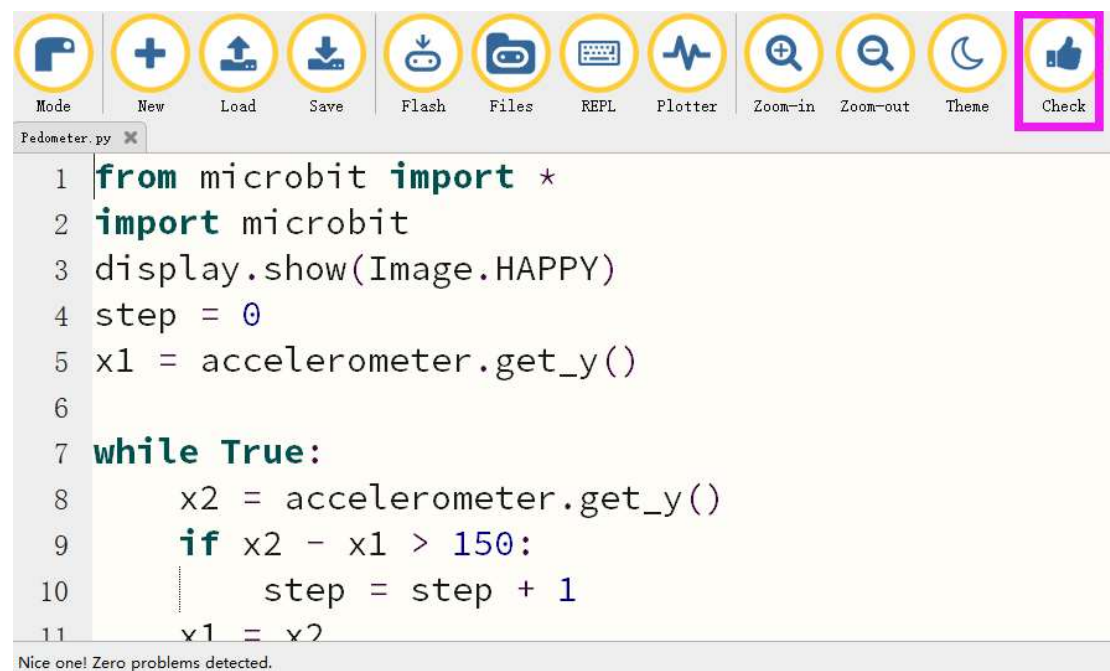 Mode New Load Save Flash Files REPL Plotter Zoom-in Zoom-out Theme Check
Pedometer.py
1 from microbit import *
2 import microbit
3 display.show(Image.HAPPY)
4 step = 0
5 x1 = accelerometer.get_y()
6
7 while True:
8     x2 = accelerometer.get_y()
9     if x2 - x1 > 150:
10         step = step + 1
11     x1 = x2
Nice one! Zero problems detected.